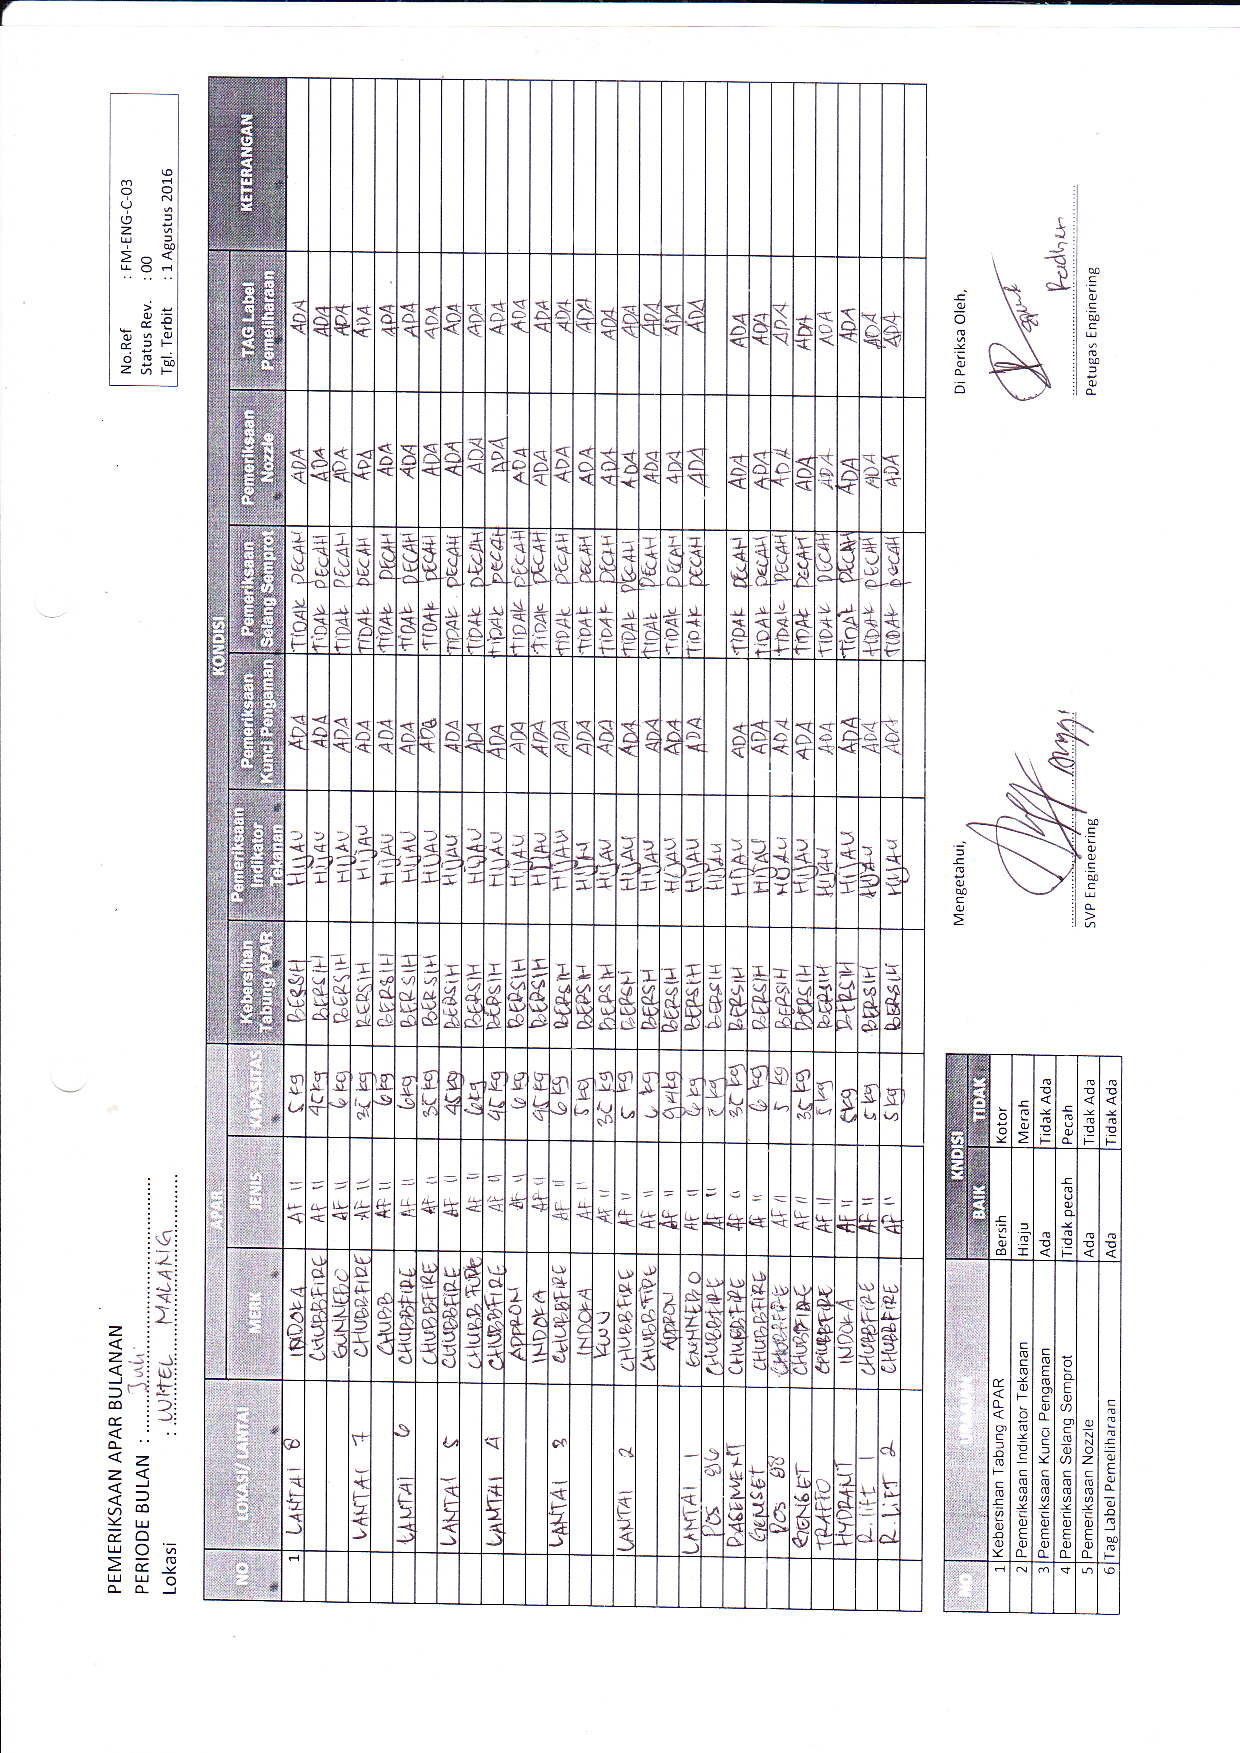 PEMERIKSAAN APAR BULANAN
PERIODE BULAN : Juli
Lokasi : WITEL MALANG
No.Ref : FM-ENG-C-03
Status Rev. : 00
Tgl. Terbit : 1 Agustus 2016
NO LOKASI/ LANTAI APAR KONDISI KETERANGAN
MERK JENIS KAPASITAS Kebersihan Tabung APAR Pemeriksaan Indikator Tekanan Pemeriksaan Kunci Pengaman Pemeriksaan Selang Semprot Pemeriksaan Nozzle TAG Label Pemeliharaan
1 LANTAI 8 INDOKA AF 11 5 kg BERSIH HIJAU ADA TIDAK PECAH ADA ADA
CHUBBFIRE AF 11 45kg BERSIH HIJAU ADA TIDAK PECAH ADA ADA
GUNNEBO AF 11 6 kg BERSIH HIJAU ADA TIDAK PECAH ADA ADA
LANTAI 7 CHUBBFIRE AF 11 35 kg BERSIH HIJAU ADA TIDAK PECAH ADA ADA
CHUBB AF 11 6 kg BERSIH HIJAU ADA TIDAK PECAH ADA ADA
LANTAI 6 CHUBBFIRE AF 11 6kg BERSIH HIJAU ADA TIDAK PECAH ADA ADA
CHUBBFIRE AF 11 35 kg BERSIH HIJAU ADA TIDAK PECAH ADA ADA
LANTAI 5 CHUBBFIRE AF 11 45kg BERSIH HIJAU ADA TIDAK PECAH ADA ADA
CHUBB FIRE AF 11 6kg BERSIH HIJAU ADA TIDAK PECAH ADA ADA
LANTAI 4 CHUBBFIRE AF 11 45 kg BERSIH HIJAU ADA TIDAK PECAH ADA ADA
APPRON AF 11 6 kg BERSIH HIJAU ADA TIDAK PECAH ADA ADA
INDOKA AF 11 45 kg BERSIH HIJAU ADA TIDAK PECAH ADA ADA
LANTAI 3 CHUBBFIRE AF 11 6 kg BERSIH HIJAU ADA TIDAK PECAH ADA ADA
INDOKA AF 11 5 kg BERSIH HIJAU ADA TIDAK PECAH ADA ADA
AF 11 35 kg BERSIH HIJAU ADA TIDAK PECAH ADA ADA
LANTAI 2 CHUBBFIRE AF 11 5 kg BERSIH HIJAU ADA TIDAK PECAH ADA ADA
CHUBBFIRE AF 11 6 kg BERSIH HIJAU ADA TIDAK PECAH ADA ADA
APPRON AF 11 94kg BERSIH HIJAU ADA TIDAK PECAH ADA ADA
LANTAI 1 GUNNEBO AF 11 6 kg BERSIH HIJAU ADA TIDAK PECAH ADA ADA
POS CHUBBFIRE AF 11 kg BERSIH HIJAU
BASEMENT CHUBBFIRE AF 11 35 kg BERSIH HIJAU ADA TIDAK PECAH ADA ADA
GENSET CHUBBFIRE AF 11 6 kg BERSIH HIJAU ADA TIDAK PECAH ADA ADA
POS CHUBBFIRE AF 11 5 kg BERSIH HIJAU ADA TIDAK PECAH ADA ADA
GENSET CHUBBFIRE AF 11 35 kg BERSIH HIJAU ADA TIDAK PECAH ADA ADA
TRAFFO CHUBBFIRE AF 11 5 kg BERSIH HIJAU ADA TIDAK PECAH ADA ADA
HYDRANT INDOKA AF 11 5kg BERSIH HIJAU ADA TIDAK PECAH ADA ADA
R. lift 1 CHUBBFIRE AF 11 5 kg BERSIH HIJAU ADA TIDAK PECAH ADA ADA
R. LIFT 2 CHUBBFIRE AF 11 5 kg BERSIH HIJAU ADA TIDAK PECAH ADA ADA
NO URAIAN KNDISI
BAIK TIDAK
1 Kebersihan Tabung APAR Bersih Kotor
2 Pemeriksaan Indikator Tekanan Hiaju Merah
3 Pemeriksaan Kunci Pengaman Ada Tidak Ada
4 Pemeriksaan Selang Semprot Tidak pecah Pecah
5 Pemeriksaan Nozzle Ada Tidak Ada
6 Tag Label Pemeliharaan Ada Tidak Ada
Mengetahui,
Anggi
SVP Engineering
Di Periksa Oleh,
Petugas Enginering